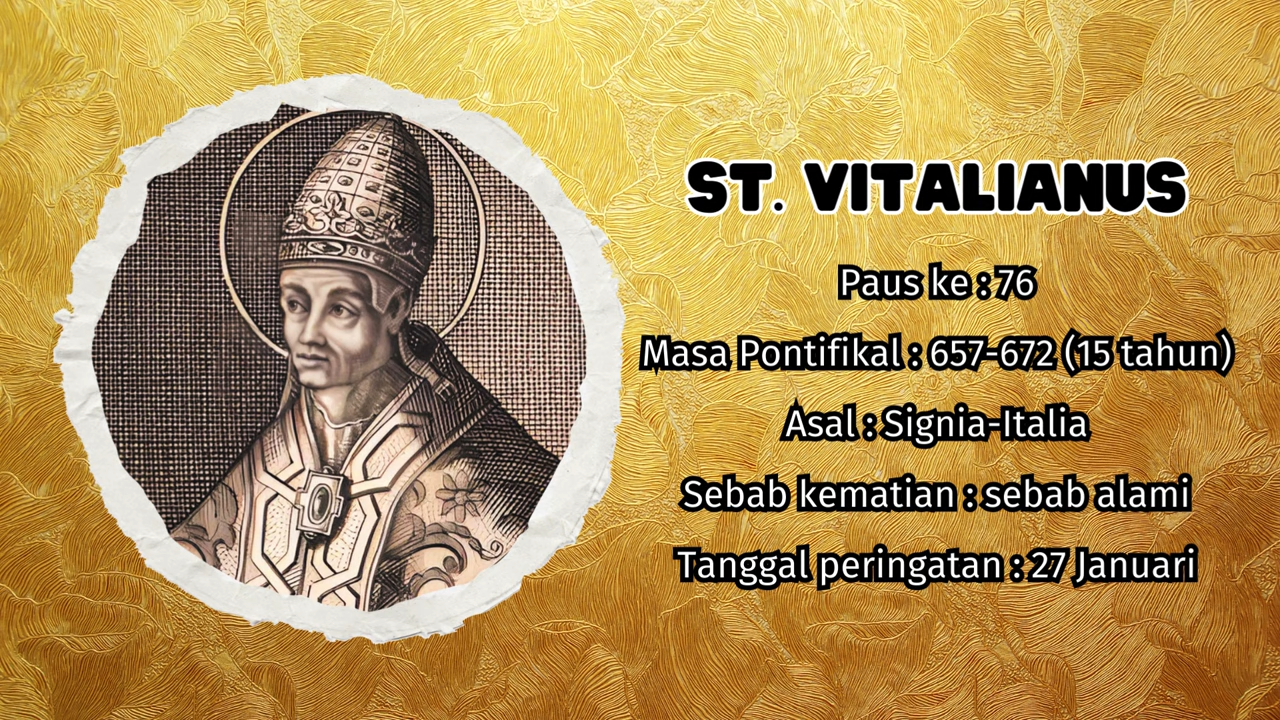 ST. VITALIANUS
Paus ke : 76
Masa Pontifikal : 657-672 (15 tahun)
Asal : Signia-Italia
Sebab kematian : sebab alami
Tanggal peringatan : 27 Januari